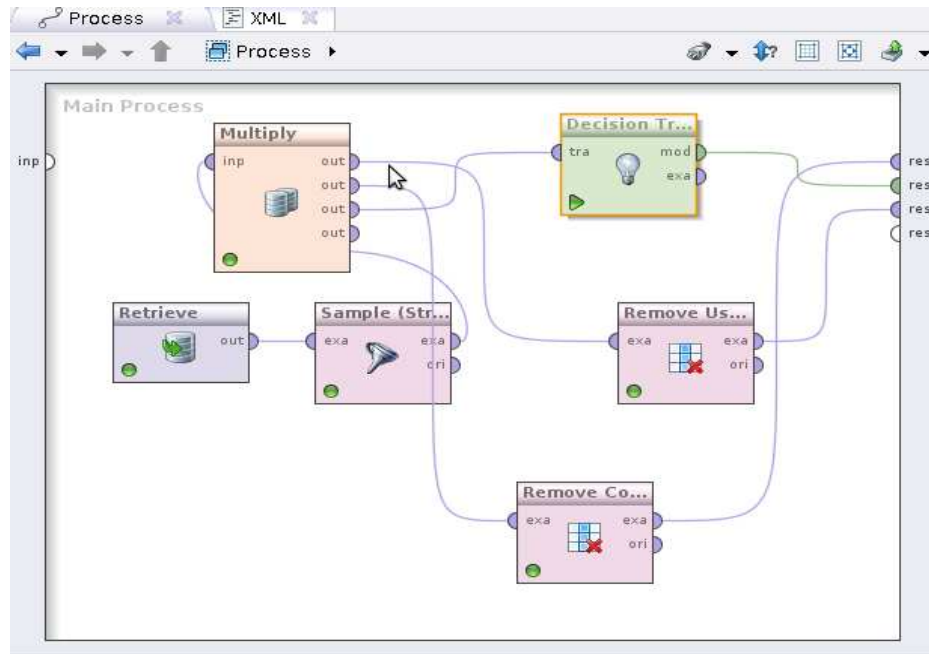 Process XML
Process
Main Process
inp
Multiply
inp out
out
out
out
Decision Tr...
tra mod
exa
res
res
res
res
Retrieve
out
Sample (Str...
exa exa
ori
Remove Us...
exa exa
ori
Remove Co...
exa exa
ori